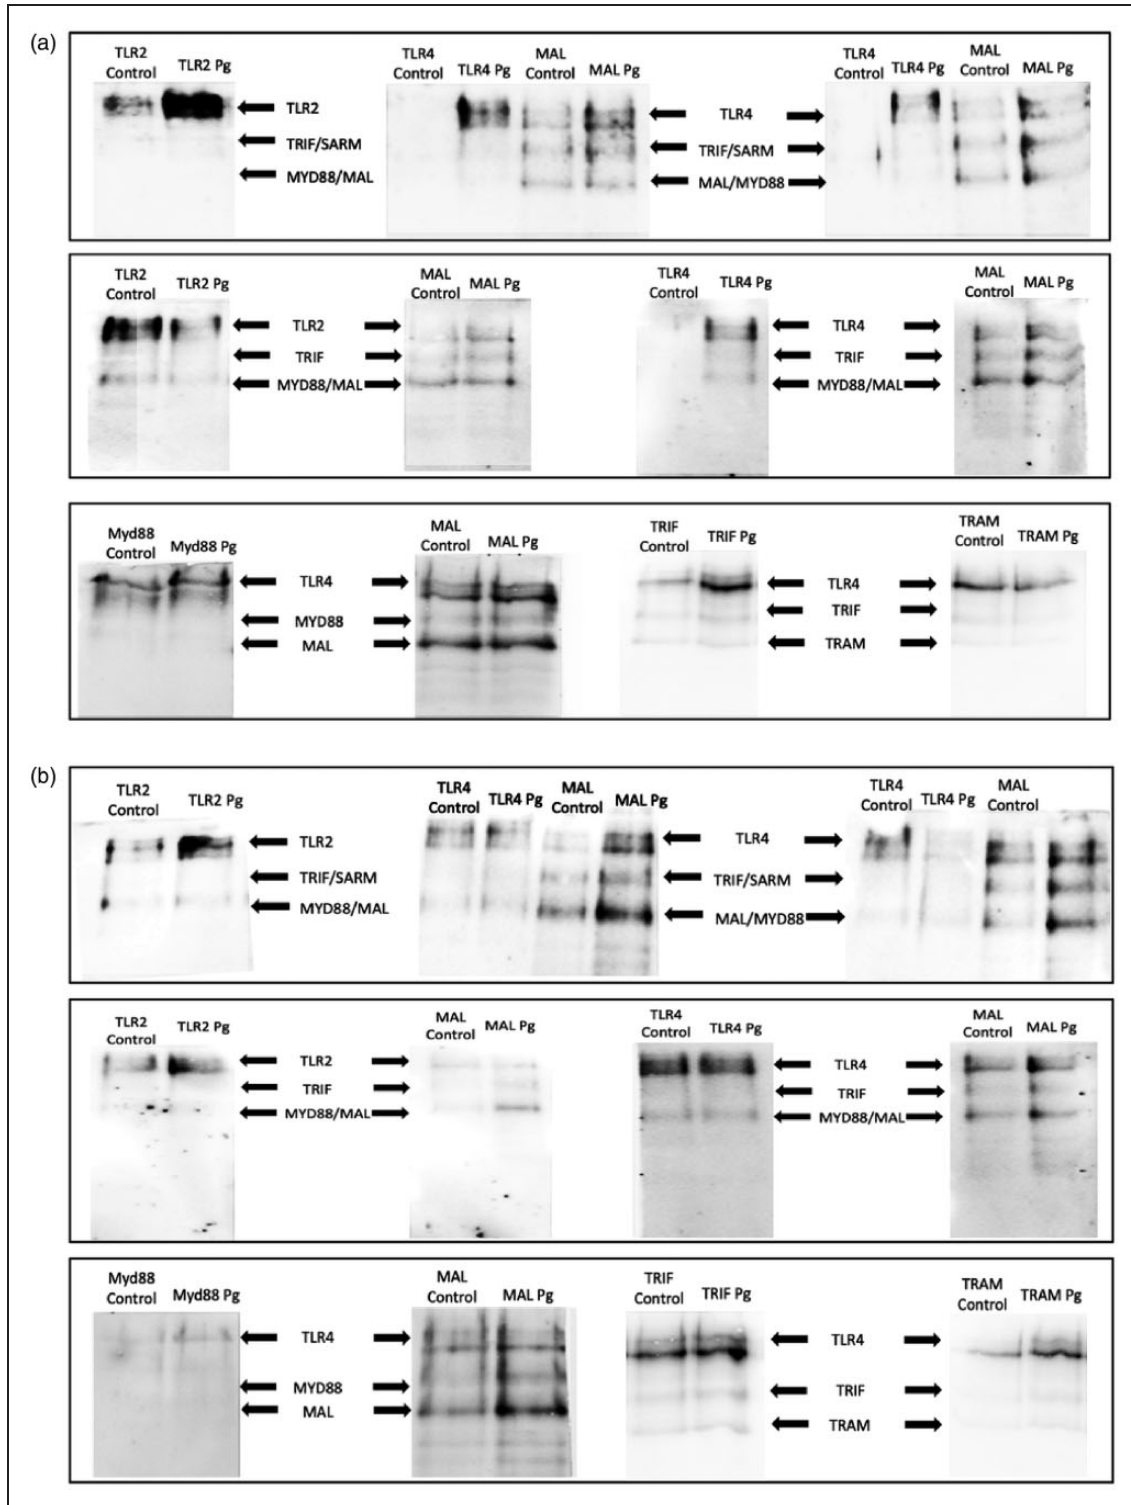 (a)
TLR2
Control
TLR2 Pg
TLR2
TRIF/SARM
MYD88/MAL
TLR4
Control
TLR4 Pg
MAL
Control
MAL Pg
TLR4
TRIF/SARM
MAL/MYD88
TLR4
Control
TLR4 Pg
MAL
Control
MAL Pg
TLR2
Control
TLR2 Pg
TLR2
TRIF
MYD88/MAL
MAL
Control
MAL Pg
TLR4
Control
TLR4 Pg
TLR4
TRIF
MYD88/MAL
MAL
Control
MAL Pg
Myd88
Control
Myd88 Pg
TLR4
MYD88
MAL
MAL
Control
MAL Pg
TRIF
Control
TRIF Pg
TLR4
TRIF
TRAM
TRAM
Control
TRAM Pg
(b)
TLR2
Control
TLR2 Pg
TLR2
TRIF/SARM
MYD88/MAL
TLR4
Control
TLR4 Pg
MAL
Control
MAL Pg
TLR4
TRIF/SARM
MAL/MYD88
TLR4
Control
TLR4 Pg
MAL
Control
TLR2
Control
TLR2 Pg
TLR2
TRIF
MYD88/MAL
MAL
Control
MAL Pg
TLR4
Control
TLR4 Pg
TLR4
TRIF
MYD88/MAL
MAL
Control
MAL Pg
Myd88
Control
Myd88 Pg
TLR4
MYD88
MAL
MAL
Control
MAL Pg
TRIF
Control
TRIF Pg
TLR4
TRIF
TRAM
TRAM
Control
TRAM Pg